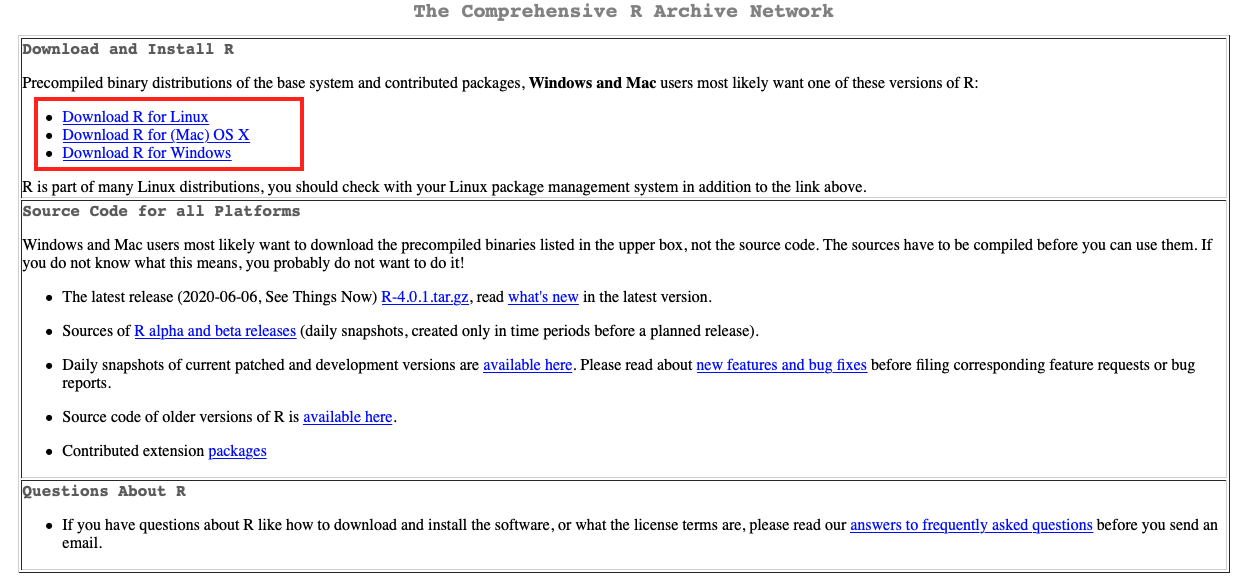 The Comprehensive R Archive Network
Download and Install R
Precompiled binary distributions of the base system and contributed packages, Windows and Mac users most likely want one of these versions of R:
Download R for Linux
Download R for (Mac) OS X
Download R for Windows
R is part of many Linux distributions, you should check with your Linux package management system in addition to the link above.
Source Code for all Platforms
Windows and Mac users most likely want to download the precompiled binaries listed in the upper box, not the source code. The sources have to be compiled before you can use them. If
you do not know what this means, you probably do not want to do it!
The latest release (2020-06-06, See Things Now) R-4.0.1.tar.gz, read what's new in the latest version.
Sources of R alpha and beta releases (daily snapshots, created only in time periods before a planned release).
Daily snapshots of current patched and development versions are available here. Please read about new features and bug fixes before filing corresponding feature requests or bug
reports.
Source code of older versions of R is available here.
Contributed extension packages
Questions About R
If you have questions about R like how to download and install the software, or what the license terms are, please read our answers to frequently asked questions before you send an
email.